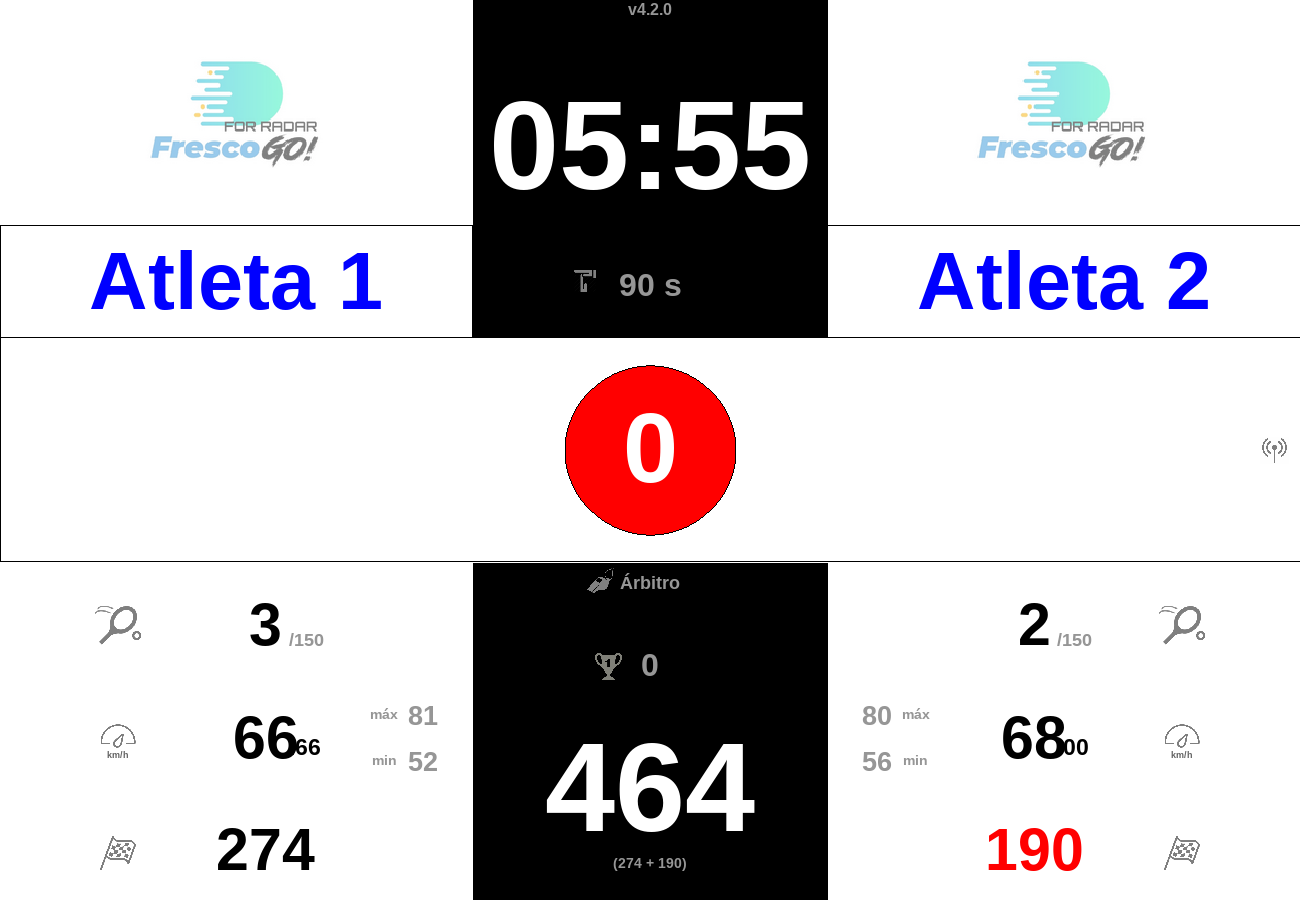 v4.2.0
FOR RADAR
FrescoGO!
05:55
FOR RADAR
FrescoGO!
Atleta 1
90 s
Atleta 2
0
Árbitro
3 /150
0
2 /150
66 66
máx 81
min 52
km/h
464
80 máx
56 min
68 00
km/h
274
(274 + 190)
190